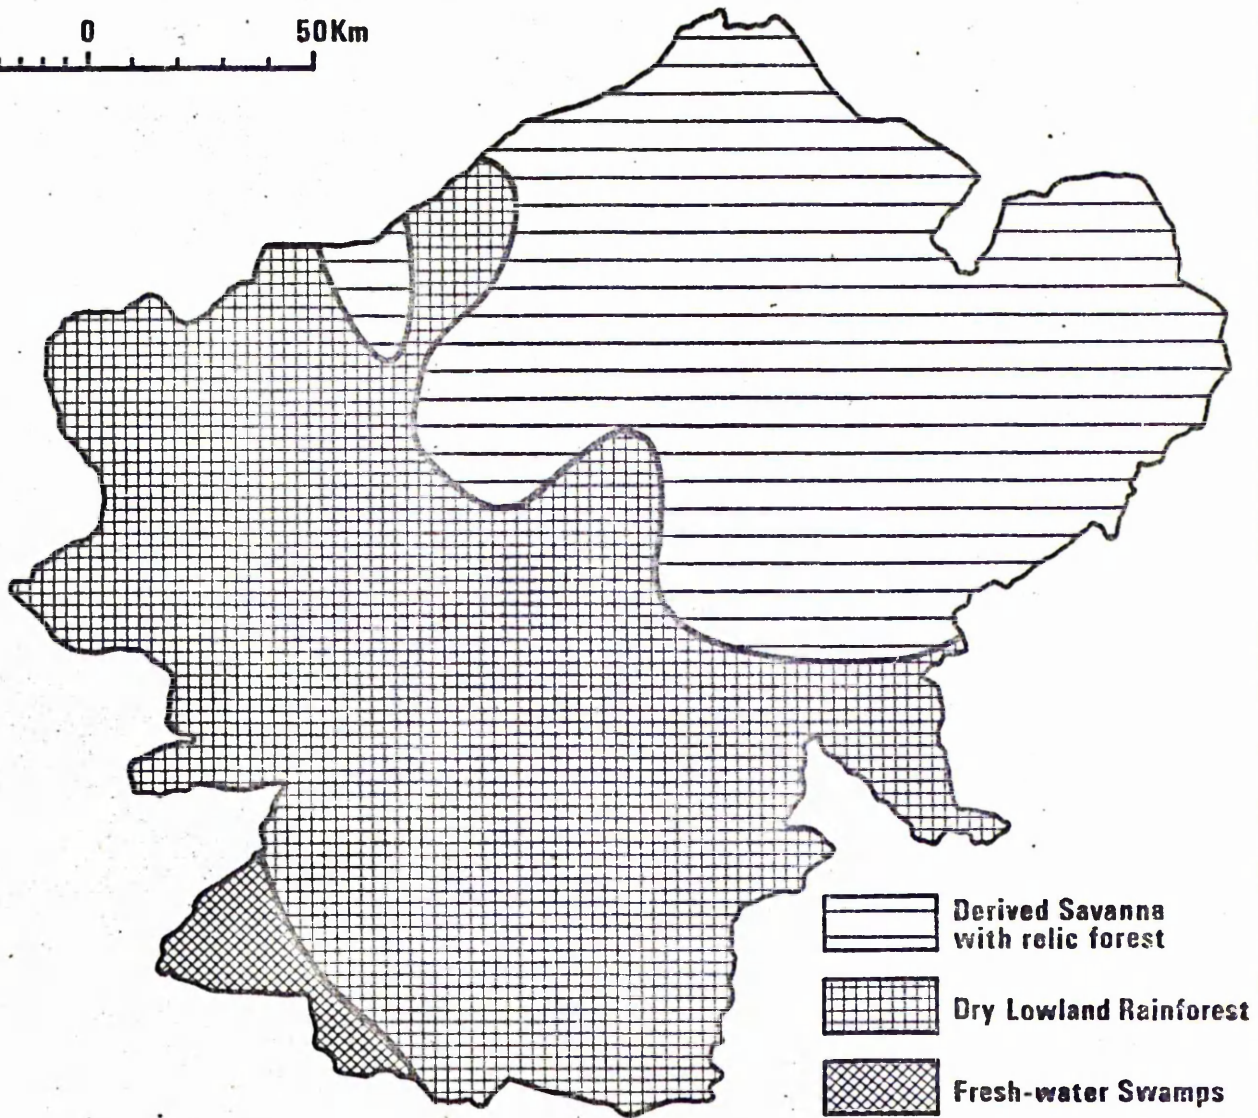 0 50Km
Derived Savanna
with relic forest
Dry Lowland Rainforest
Fresh-water Swamps